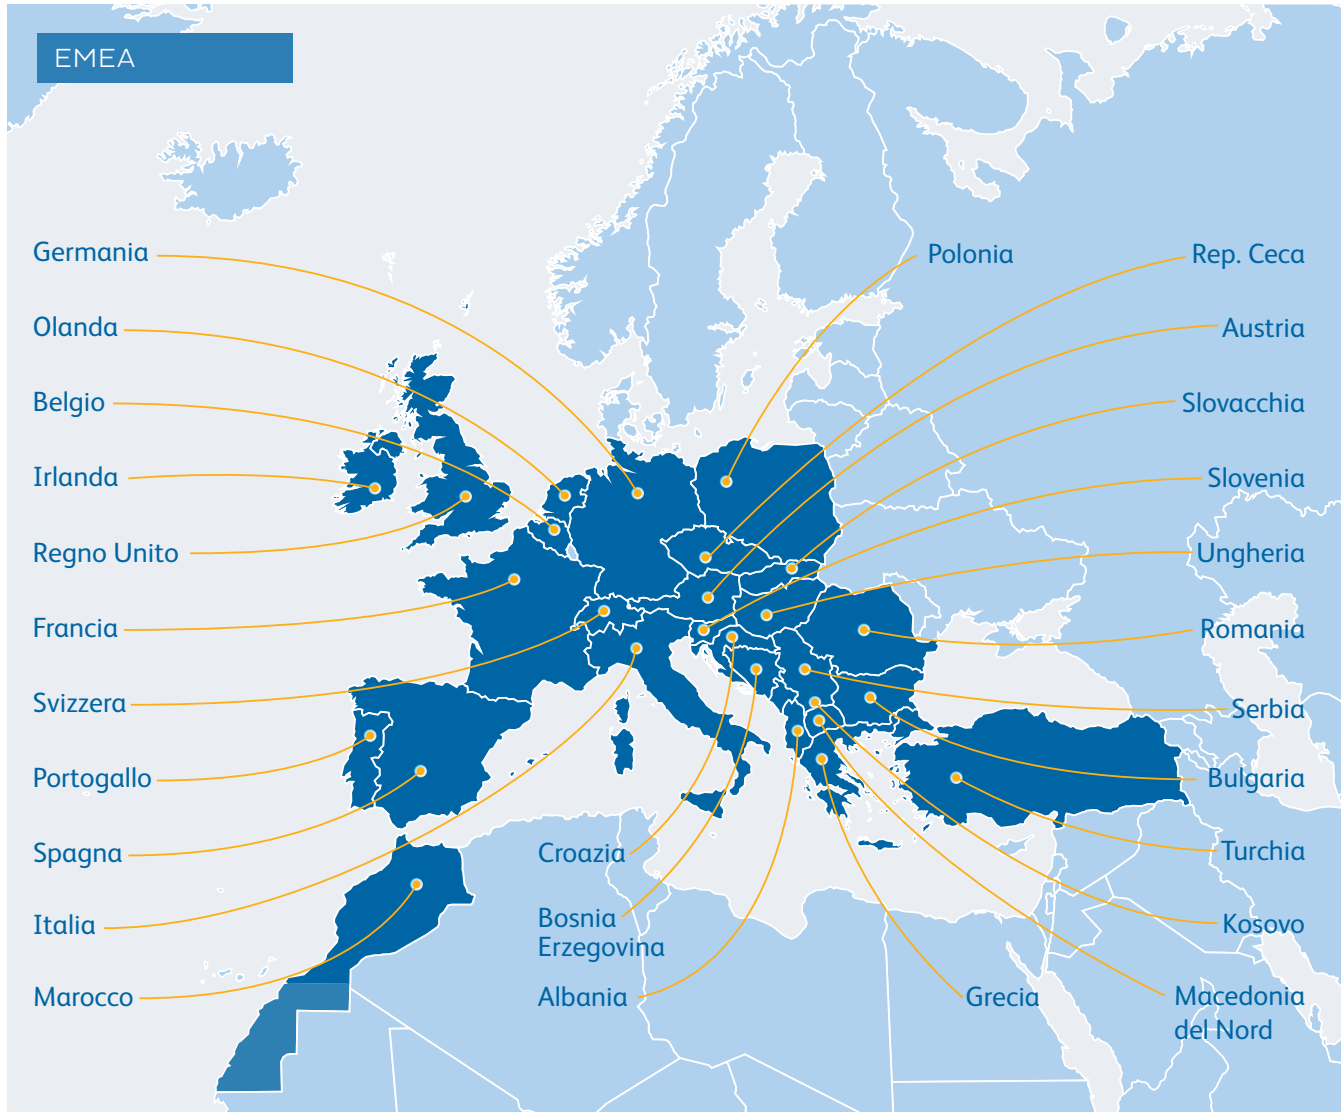 EMEA
Germania
Olanda
Belgio
Irlanda
Regno Unito
Francia
Svizzera
Portogallo
Spagna
Italia
Marocco
Croazia
Bosnia
Erzegovina
Albania
Polonia
Rep. Ceca
Austria
Slovacchia
Slovenia
Ungheria
Romania
Serbia
Bulgaria
Turchia
Kosovo
Grecia
Macedonia
del Nord